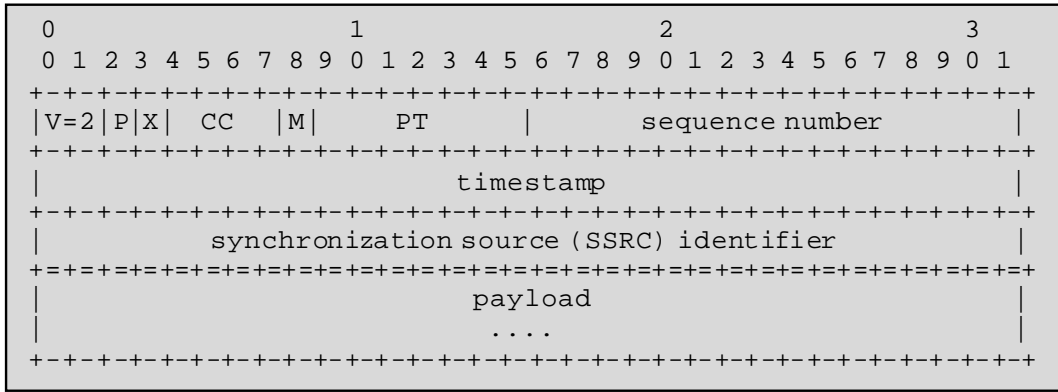 0                   1                   2                   3
0 1 2 3 4 5 6 7 8 9 0 1 2 3 4 5 6 7 8 9 0 1 2 3 4 5 6 7 8 9 0 1
+-+-+-+-+-+-+-+-+-+-+-+-+-+-+-+-+-+-+-+-+-+-+-+-+-+-+-+-+-+-+-+-+
|V=2|P|X|  CC   |M|     PT      |       sequence number         |
+-+-+-+-+-+-+-+-+-+-+-+-+-+-+-+-+-+-+-+-+-+-+-+-+-+-+-+-+-+-+-+-+
|                           timestamp                           |
+-+-+-+-+-+-+-+-+-+-+-+-+-+-+-+-+-+-+-+-+-+-+-+-+-+-+-+-+-+-+-+-+
|           synchronization source (SSRC) identifier            |
+=+=+=+=+=+=+=+=+=+=+=+=+=+=+=+=+=+=+=+=+=+=+=+=+=+=+=+=+=+=+=+=+
|                            payload                            |
|                             ....                              |
+-+-+-+-+-+-+-+-+-+-+-+-+-+-+-+-+-+-+-+-+-+-+-+-+-+-+-+-+-+-+-+-+